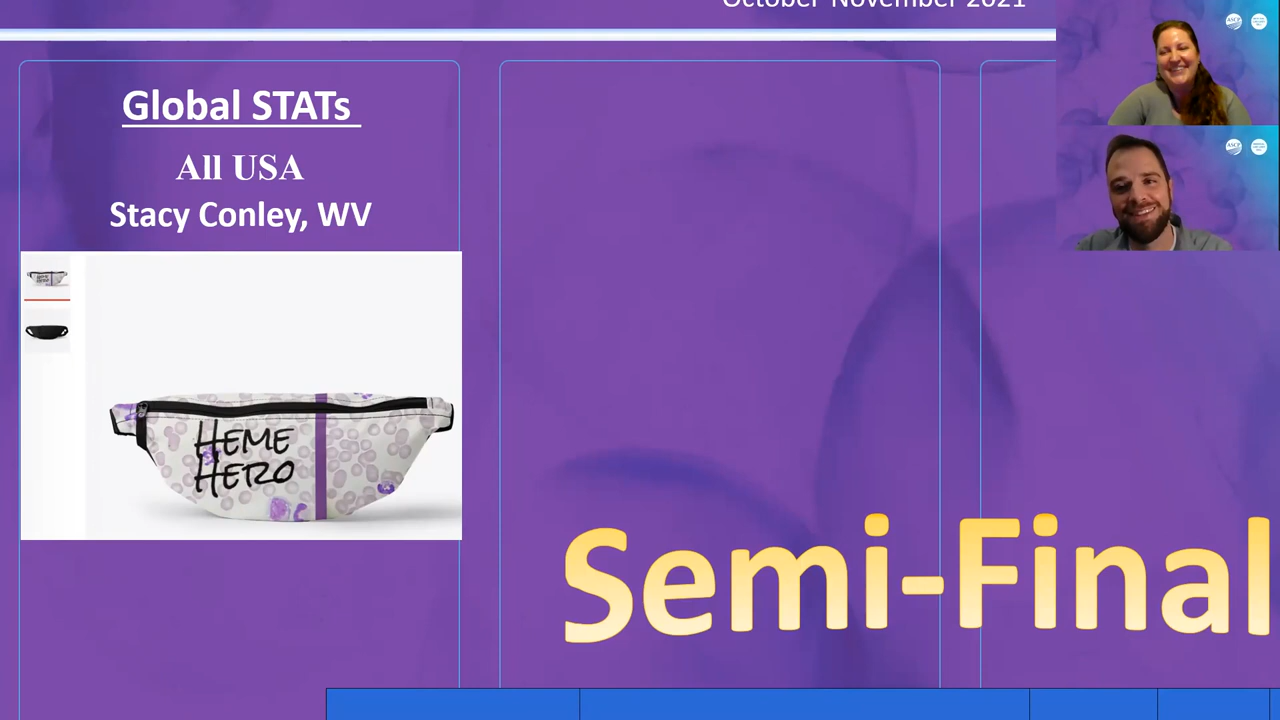 October-November 2021
Global STATs
All USA
Stacy Conley, WV
HEME
HERO
Semi-Final